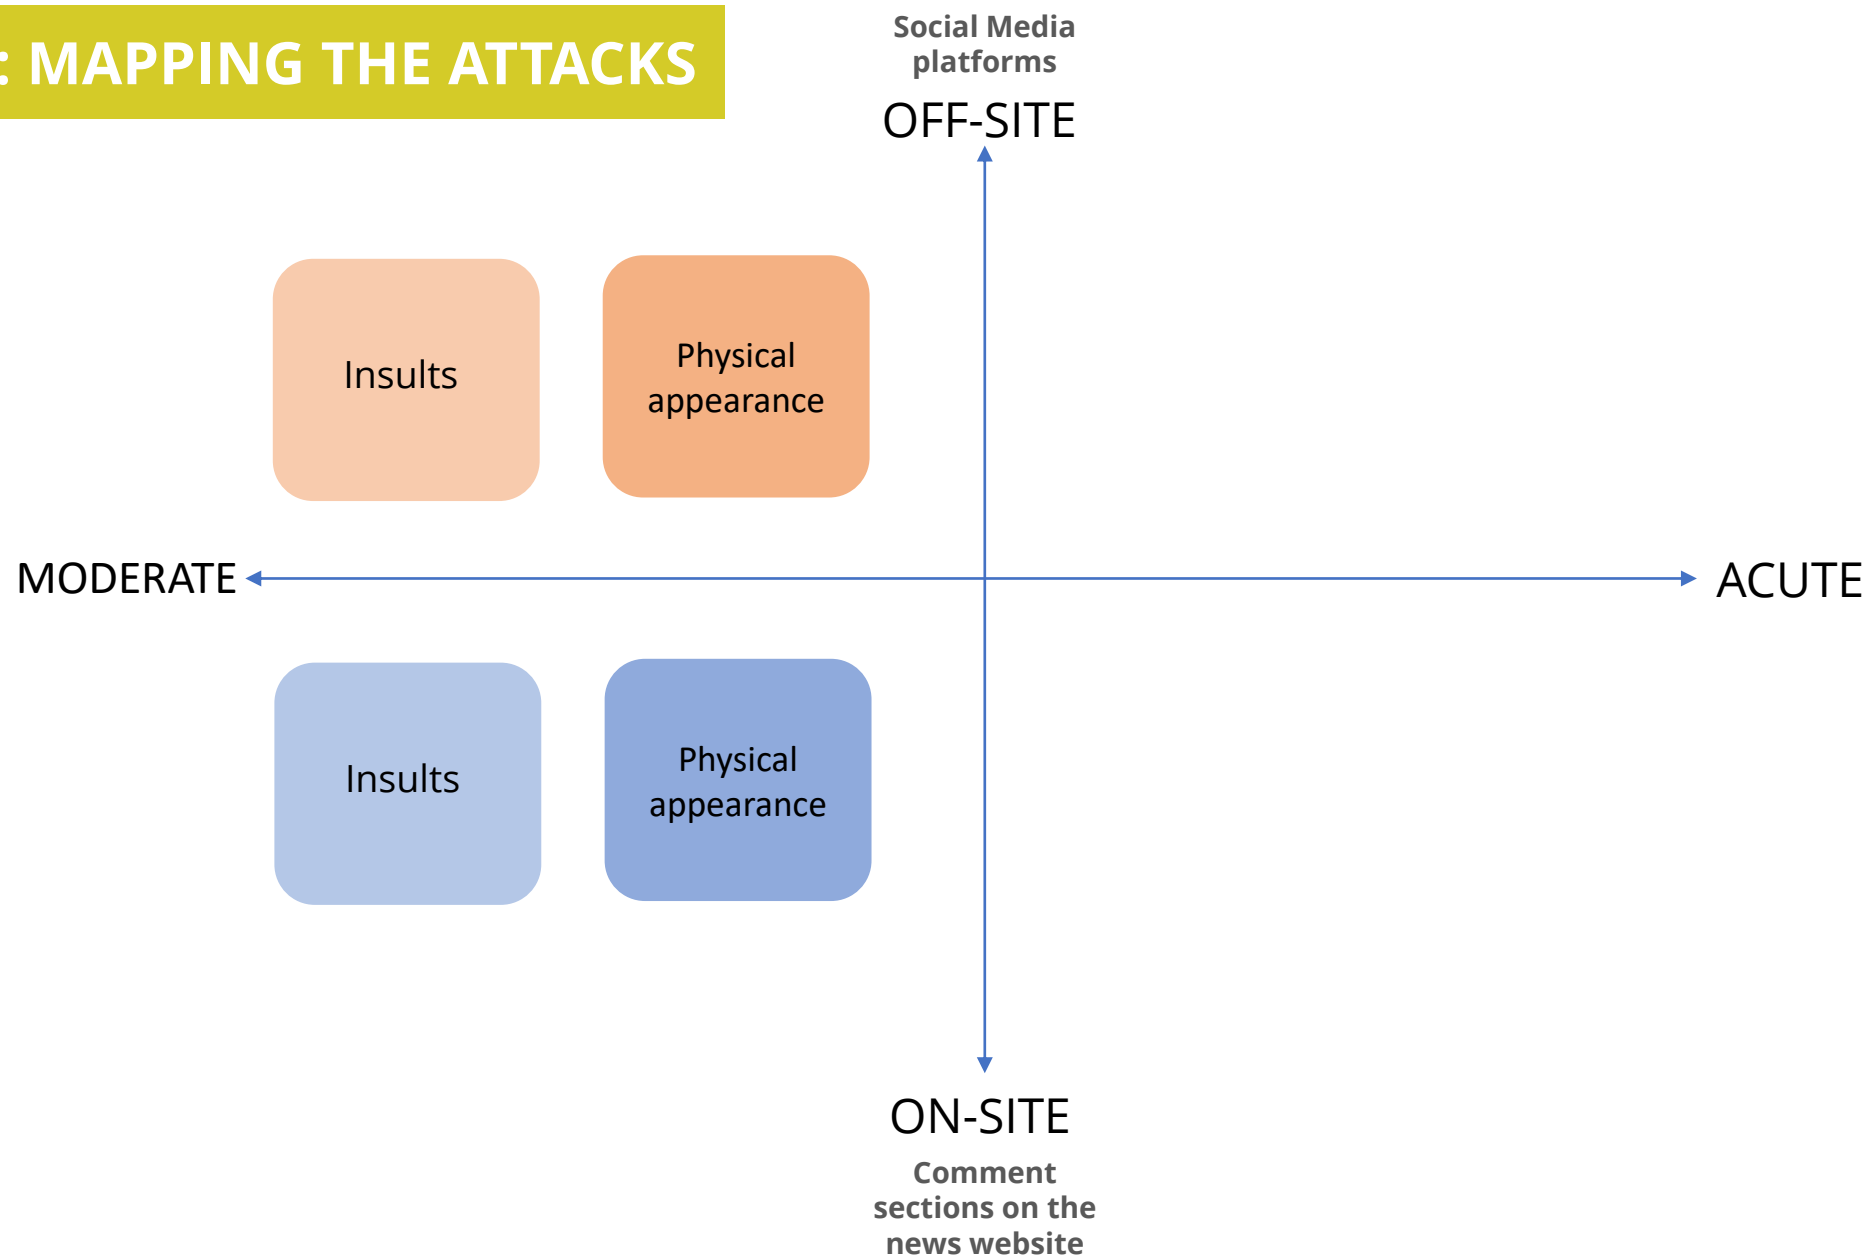 : MAPPING THE ATTACKS
Social Media
platforms
OFF-SITE
Insults
Physical
appearance
MODERATE
ACUTE
Insults
Physical
appearance
ON-SITE
Comment
sections on the
news website